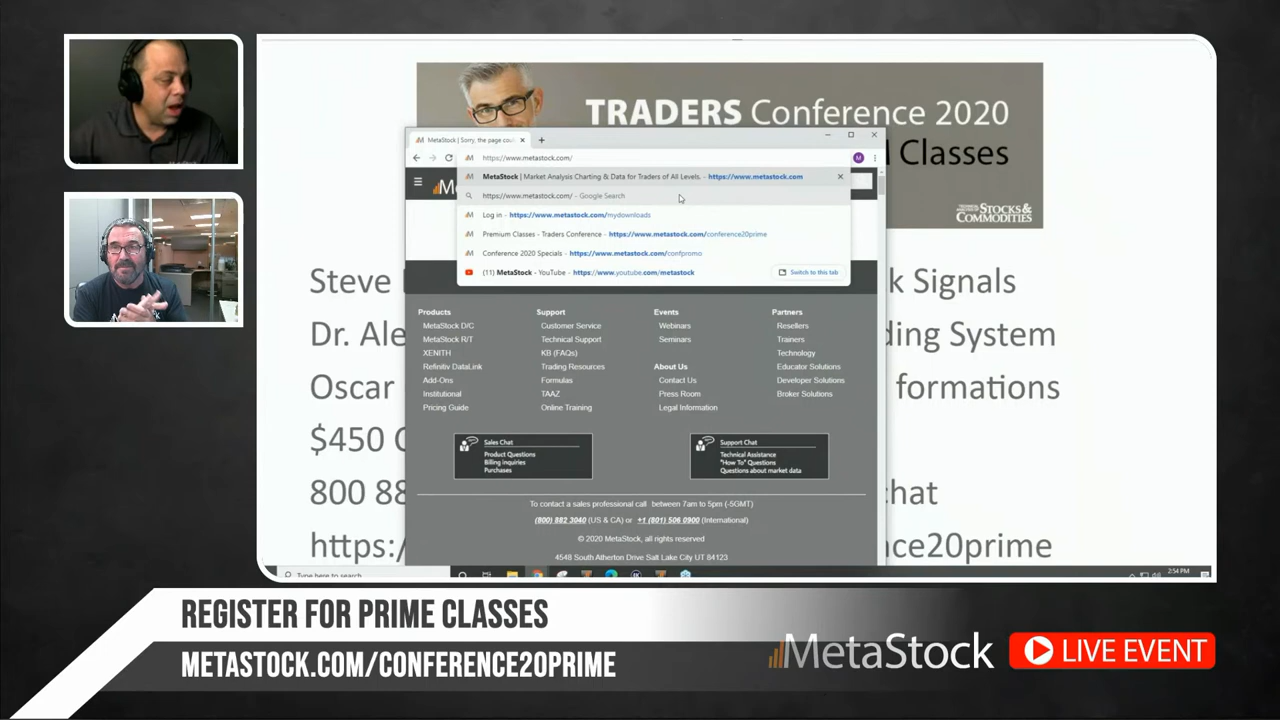 TRADERS Conference 2020
Classes
STOCKS &
COMMODITIES
MetaStock | Sorry, the page coul
https://www.metastock.com/
M
MetaStock | Market Analysis Charting & Data for Traders of All Levels. - https://www.metastock.com
https://www.metastock.com/ - Google Search
Log in - https://www.metastock.com/mydownloads
Premium Classes - Traders Conference - https://www.metastock.com/conference20prime
Conference 2020 Specials - https://www.metastock.com/confpromo
(11) MetaStock - YouTube - https://www.youtube.com/metastock
Switch to this tab
Steve
k Signals
Dr. Ale
ding System
Oscar
formations
$450
800 88
chat
https:/
ce20prime
Products
MetaStock D/C
MetaStock R/T
XENITH
Refinitiv DataLink
Add-Ons
Institutional
Pricing Guide
Support
Customer Service
Technical Support
KB (FAQs)
Trading Resources
Formulas
TAAZ
Online Training
Events
Webinars
Seminars
About Us
Contact Us
Press Room
Legal Information
Partners
Resellers
Trainers
Technology
Educator Solutions
Developer Solutions
Broker Solutions
Sales Chat
Product Questions
Billing inquiries
Purchases
Support Chat
Technical Assistance
"How To" Questions
Questions about market data
To contact a sales professional call between 7am to 5pm (-5GMT)
(800) 882 3040 (US & CA) or +1 (801) 506 0900 (International)
© 2020 MetaStock, all rights reserved
4548 South Atherton Drive Salt Lake City UT 84123
Type here to search
2:54 PM
REGISTER FOR PRIME CLASSES
METASTOCK.COM/CONFERENCE20PRIME
MetaStock
LIVE EVENT